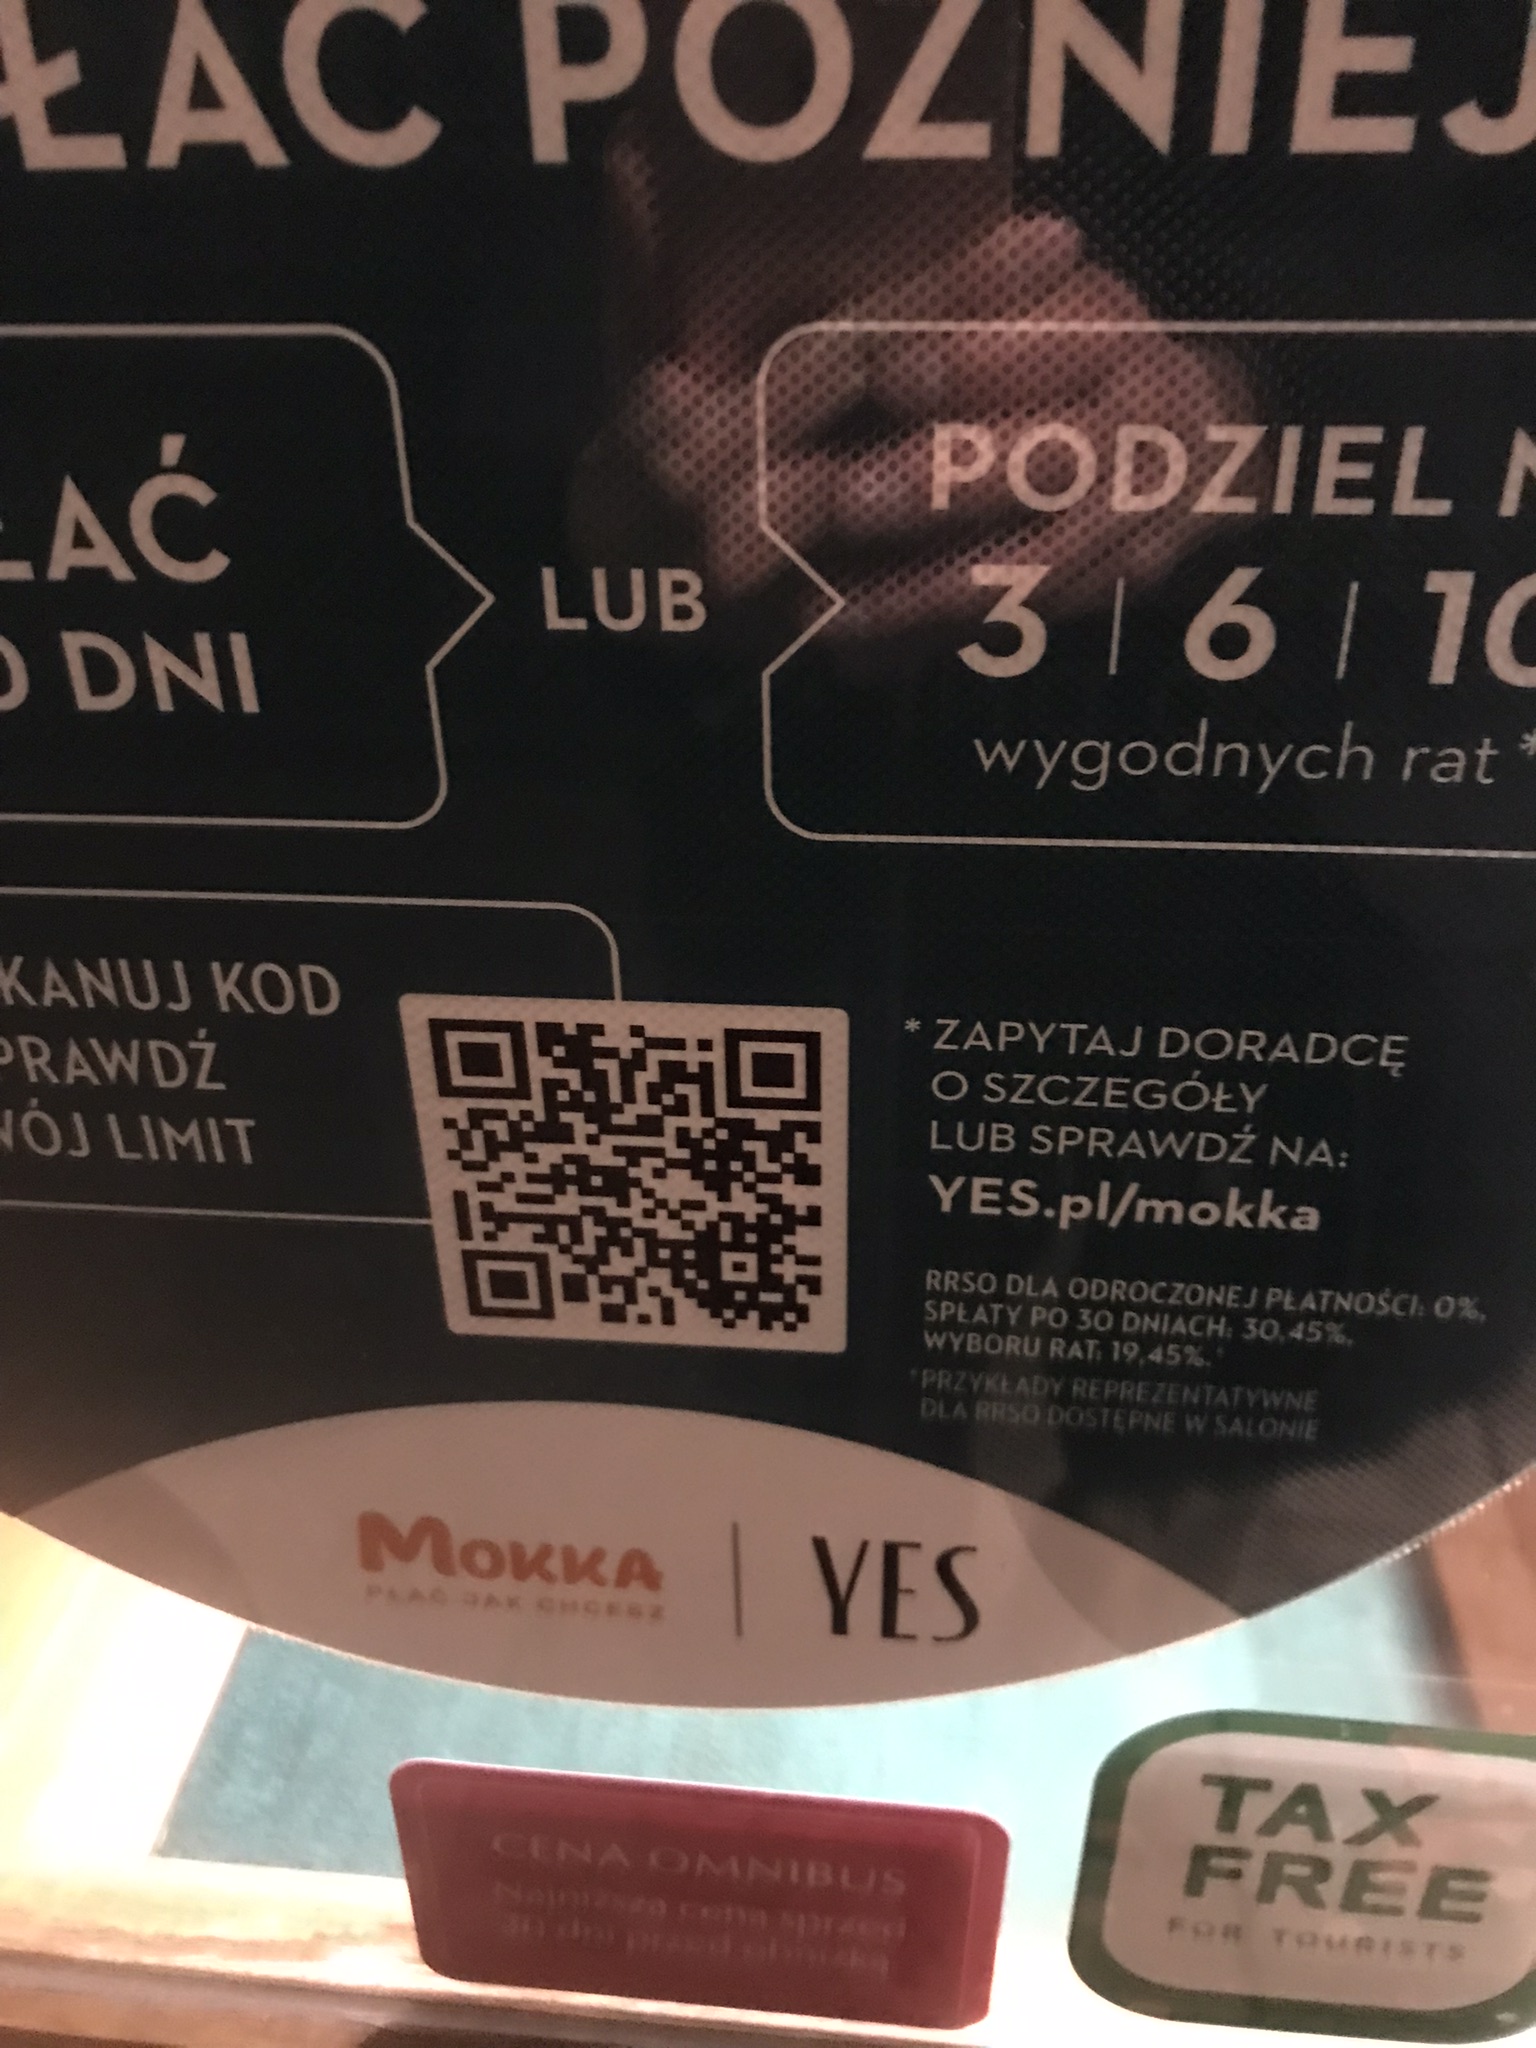 ŁAĆ PÓŹNIEJ
ŁAĆ
0 DNI
LUB
PODZIEL N
3 | 6 | 10
wygodnych rat *
KANUJ KOD
PRAWDŹ
WÓJ LIMIT
* ZAPYTAJ DORADCĘ
O SZCZEGÓŁY
LUB SPRAWDŹ NA:
YES.pl/mokka
RRSO DLA ODROCZONEJ PŁATNOŚCI: 0%,
SPŁATY PO 30 DNIACH: 30,45%,
WYBORU RAT: 19,45%.*
*PRZYKŁADY REPREZENTATYWNE
DLA RRSO DOSTĘPNE W SALONIE
MOKKA
PŁAĆ JAK CHCESZ
YES
CENA OMNIBUS
Najniższa cena sprzed
30 dni przed obniżką
TAX
FREE
FOR TOURISTS